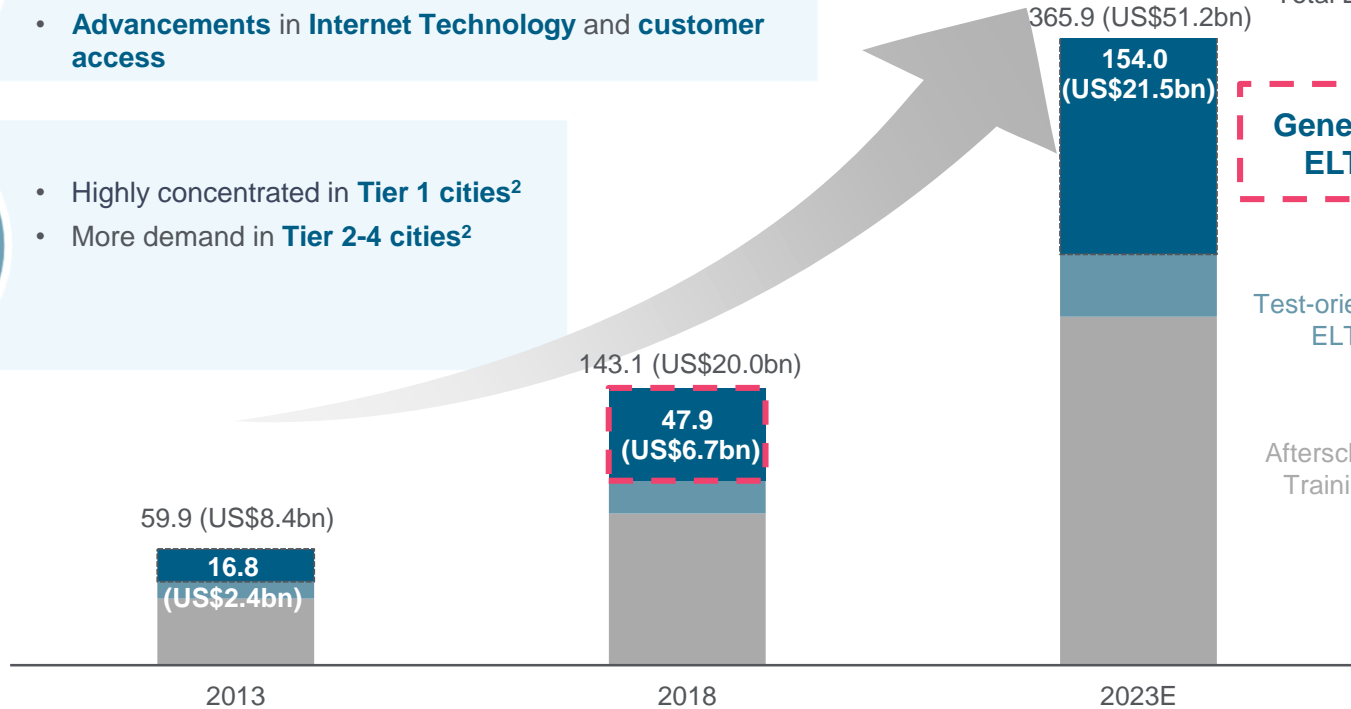 • Advancements in Internet Technology and customer
access
• Highly concentrated in Tier 1 cities²
• More demand in Tier 2-4 cities²
365.9 (US$51.2bn)
154.0
(US$21.5bn)
143.1 (US$20.0bn)
47.9
(US$6.7bn)
59.9 (US$8.4bn)
16.8
(US$2.4bn)
Total
Gene
ELT
Test-orie
ELT
Aftersch
Traini
2013
2018
2023E